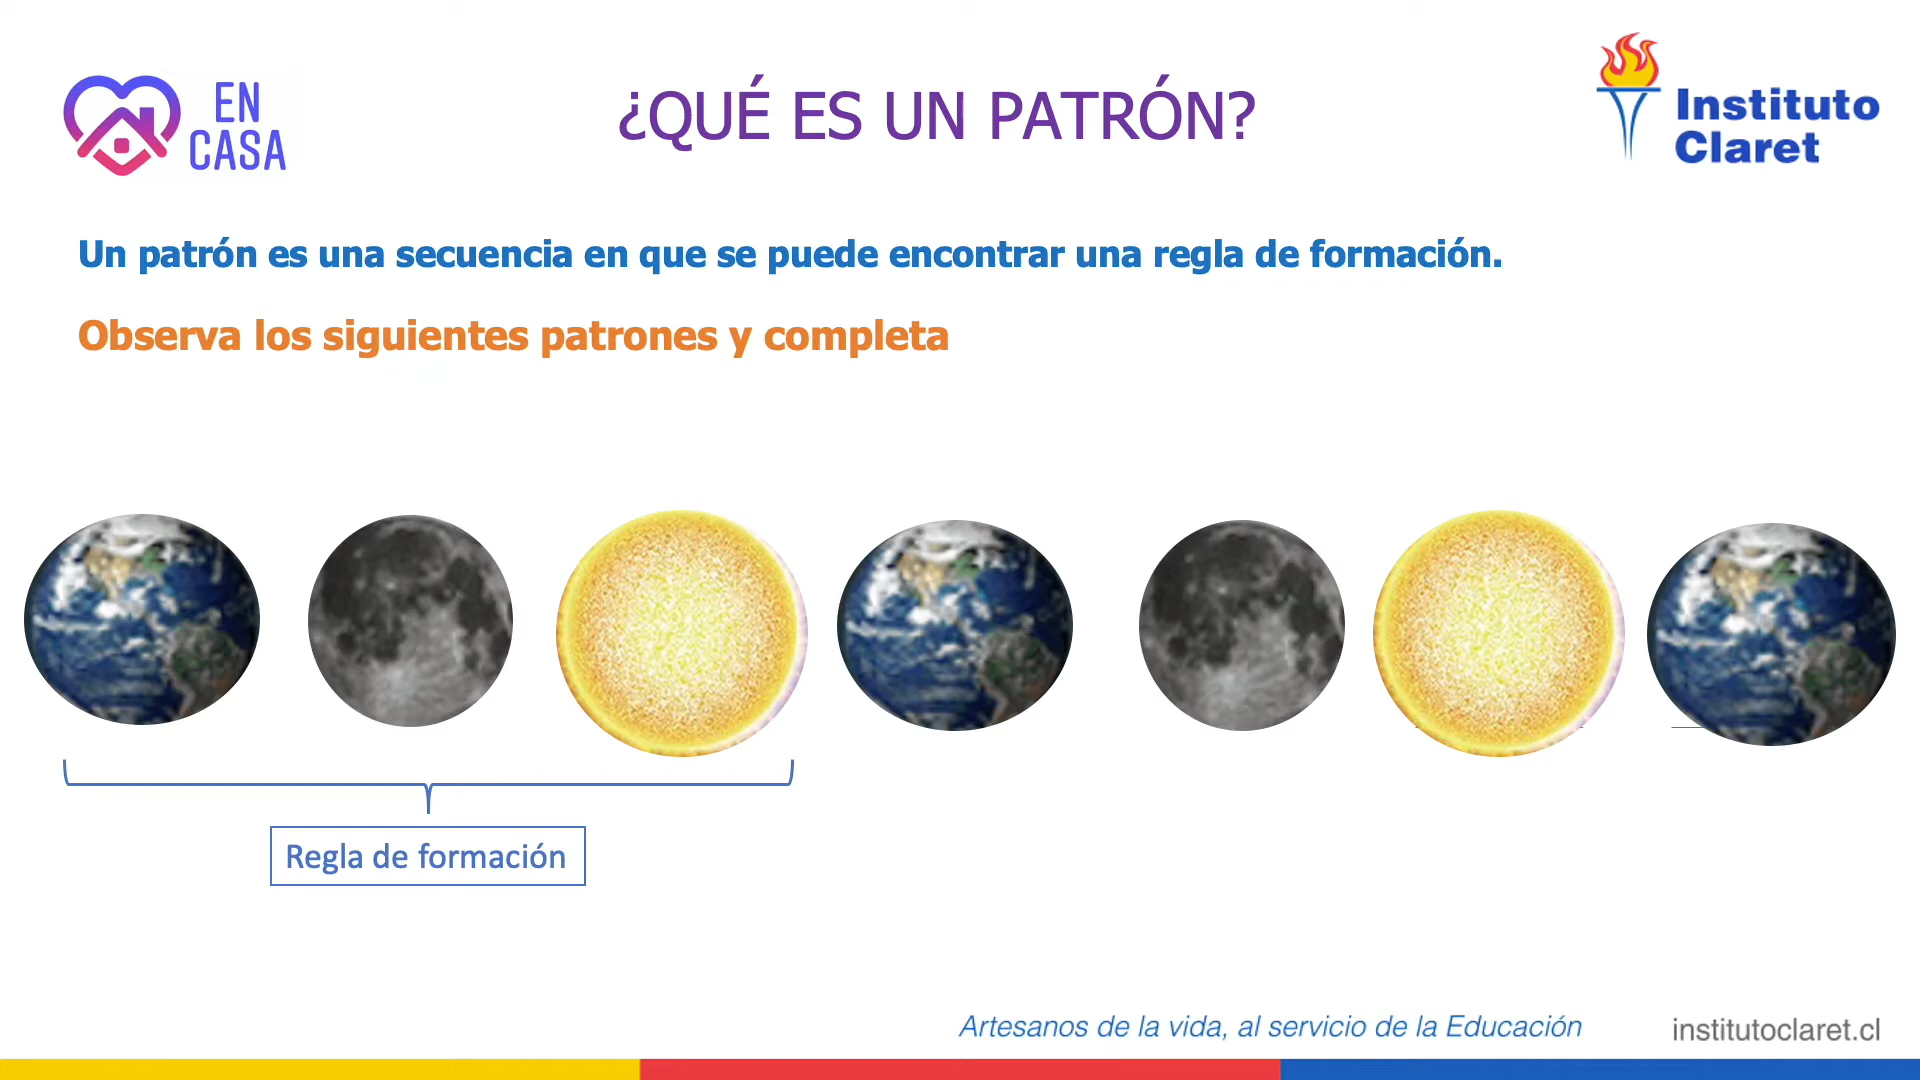 EN
CASA
¿QUÉ ES UN PATRÓN?
Instituto
Claret
Un patrón es una secuencia en que se puede encontrar una regla de formación.
Observa los siguientes patrones y completa
Regla de formación
Artesanos de la vida, al servicio de la Educación
institutoclaret.cl